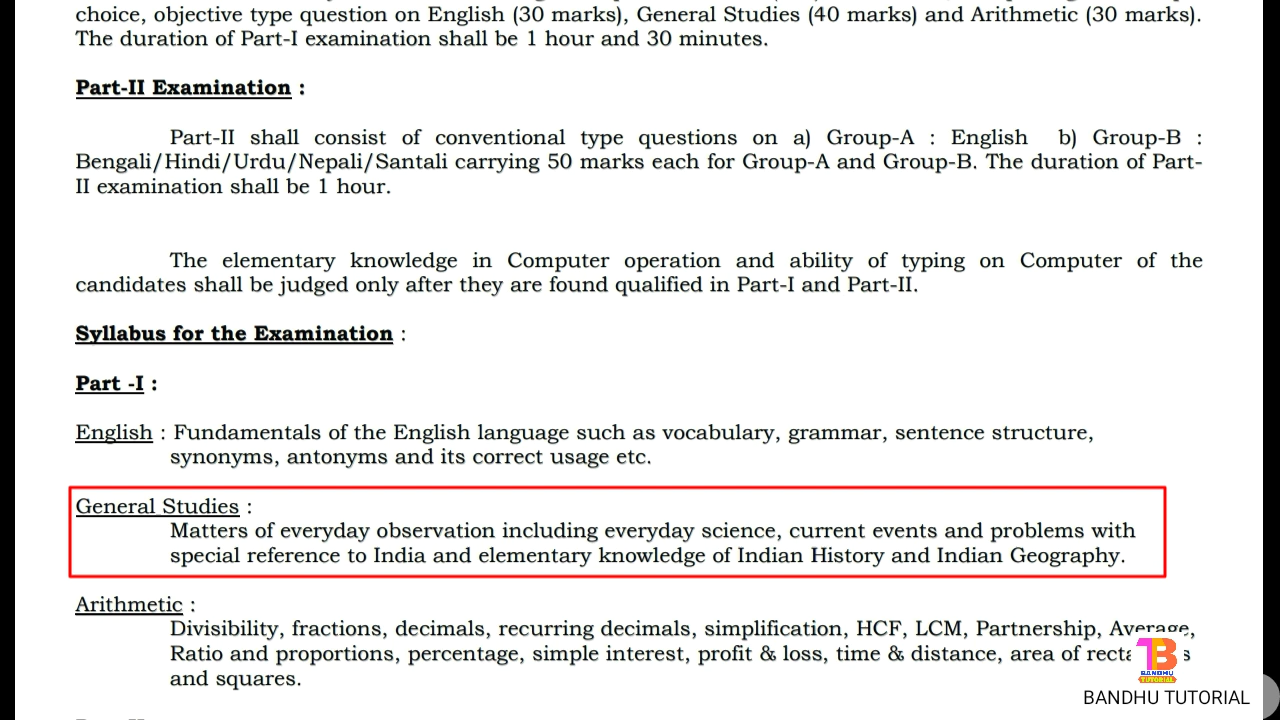 choice, objective type question on English (30 marks), General Studies (40 marks) and Arithmetic (30 marks).
The duration of Part-I examination shall be 1 hour and 30 minutes.
Part-II Examination :
Part-II shall consist of conventional type questions on a) Group-A : English b) Group-B :
Bengali/Hindi/Urdu/Nepali/Santali carrying 50 marks each for Group-A and Group-B. The duration of Part-
II examination shall be 1 hour.
The elementary knowledge in Computer operation and ability of typing on Computer of the
candidates shall be judged only after they are found qualified in Part-I and Part-II.
Syllabus for the Examination :
Part -I :
English : Fundamentals of the English language such as vocabulary, grammar, sentence structure,
synonyms, antonyms and its correct usage etc.
General Studies :
Matters of everyday observation including everyday science, current events and problems with
special reference to India and elementary knowledge of Indian History and Indian Geography.
Arithmetic :
Divisibility, fractions, decimals, recurring decimals, simplification, HCF, LCM, Partnership, Average,
Ratio and proportions, percentage, simple interest, profit & loss, time & distance, area of
and squares.
TB
BANDHU
TUTORIAL
BANDHU TUTORIAL